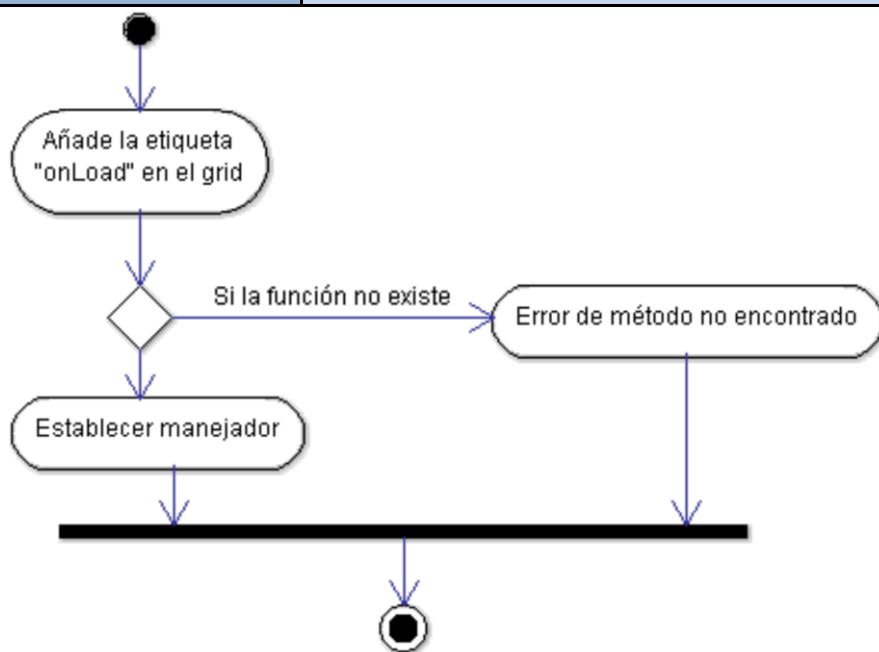 Añade la etiqueta
"onLoad" en el grid
Si la función no existe
Error de método no encontrado
Establecer manejador